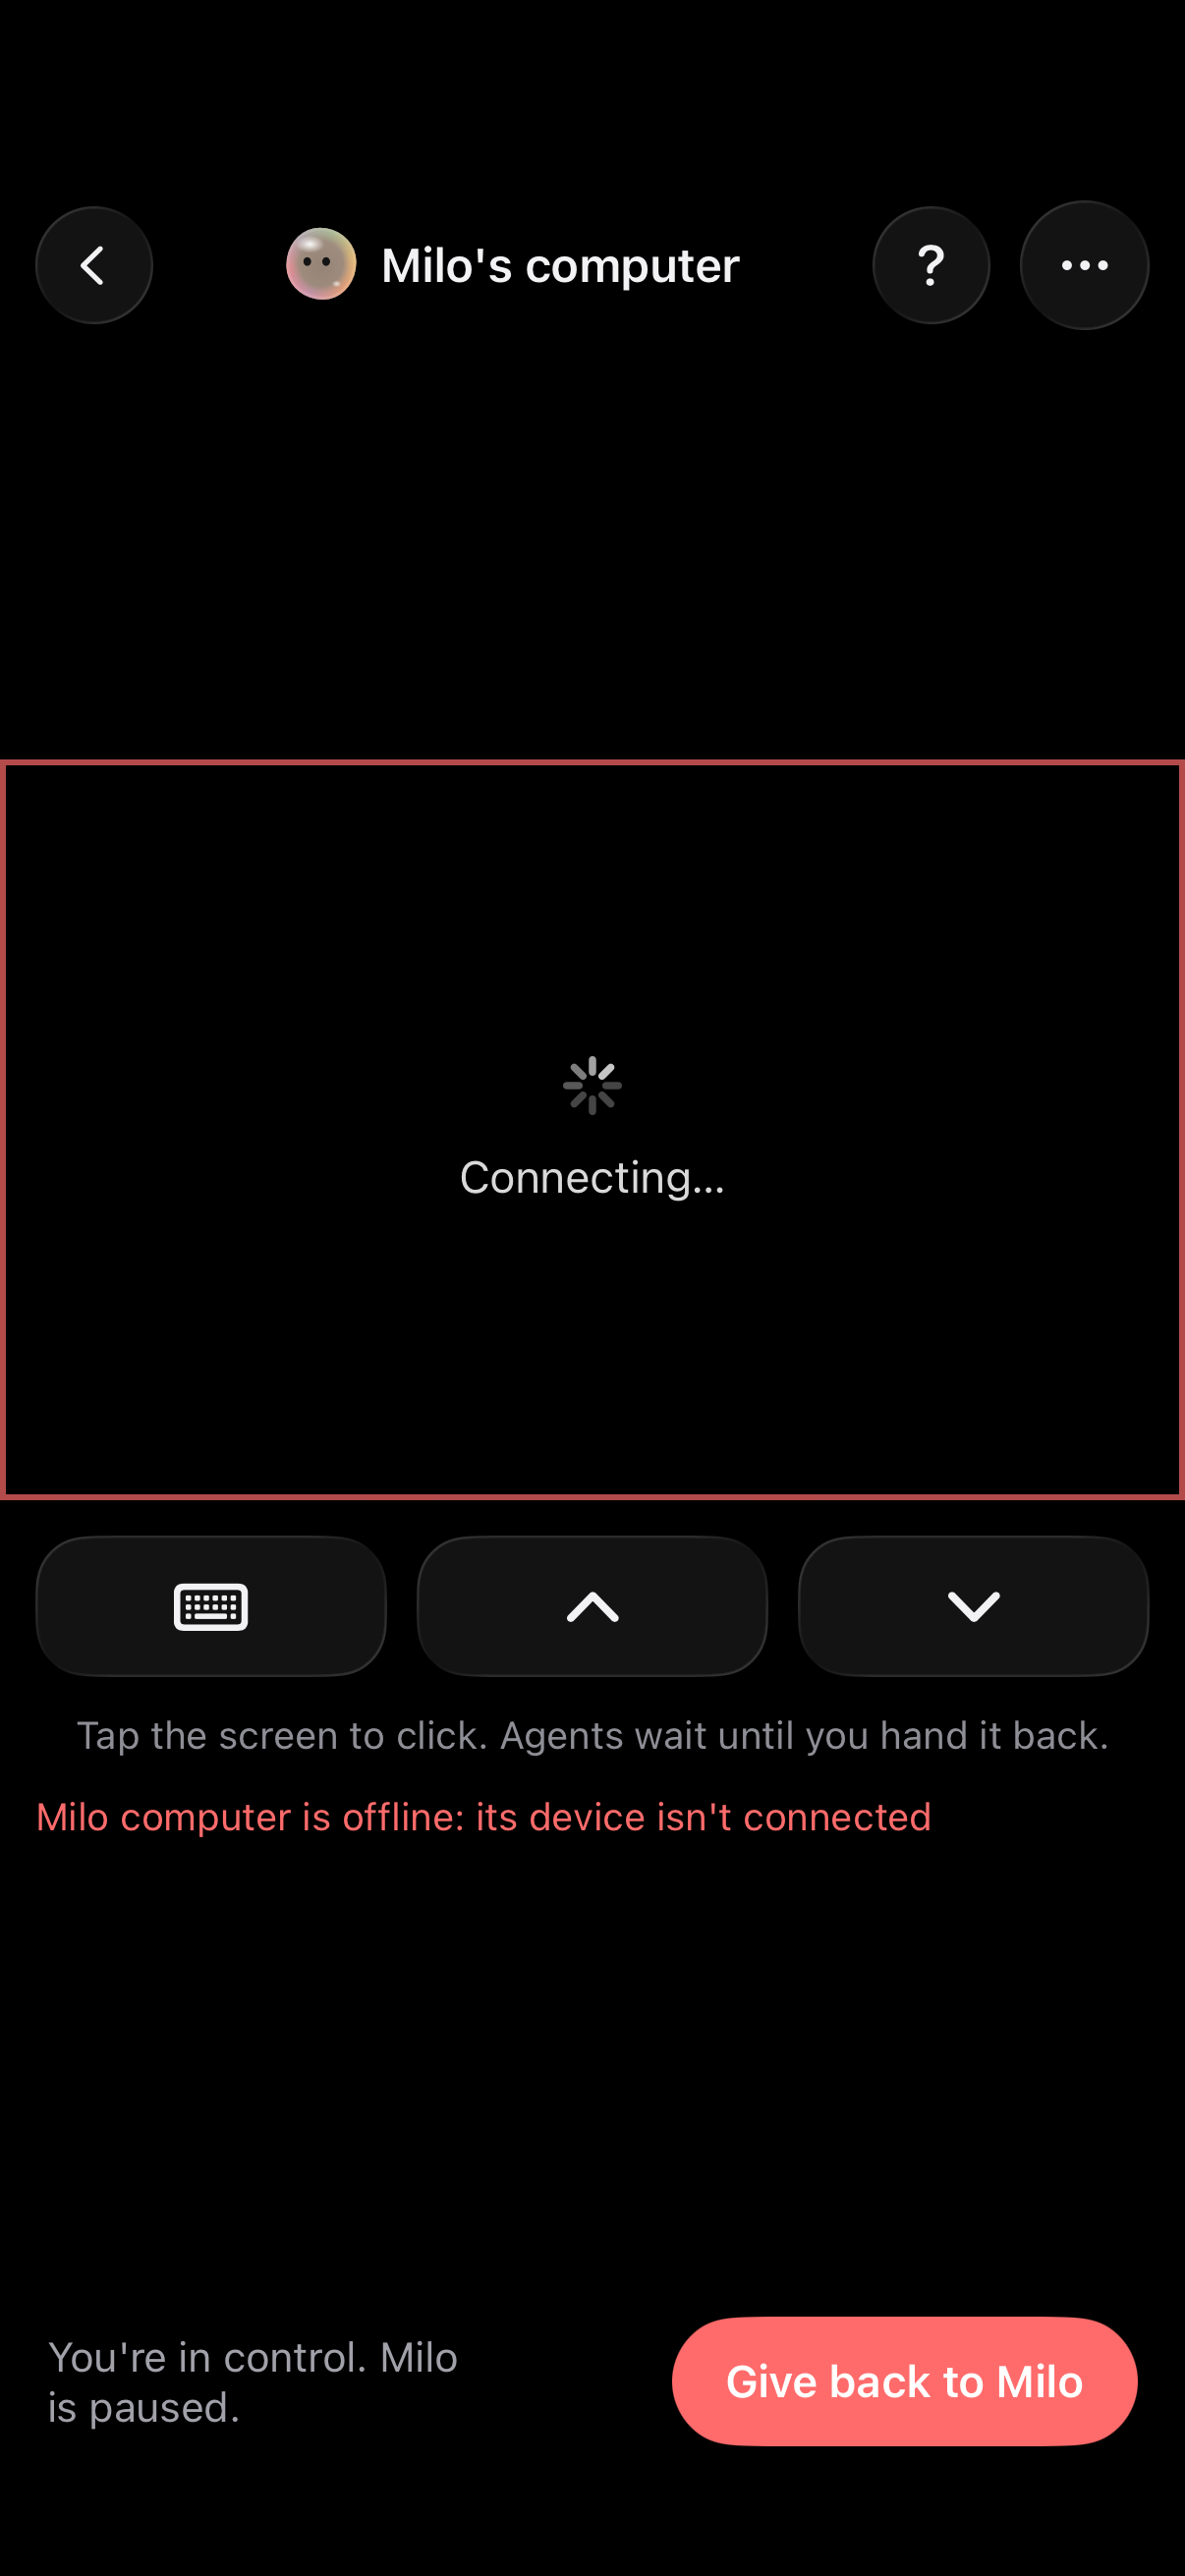 Milo's computer
?
Connecting...
Tap the screen to click. Agents wait until you hand it back.
Milo computer is offline: its device isn't connected
You're in control. Milo
is paused.
Give back to Milo